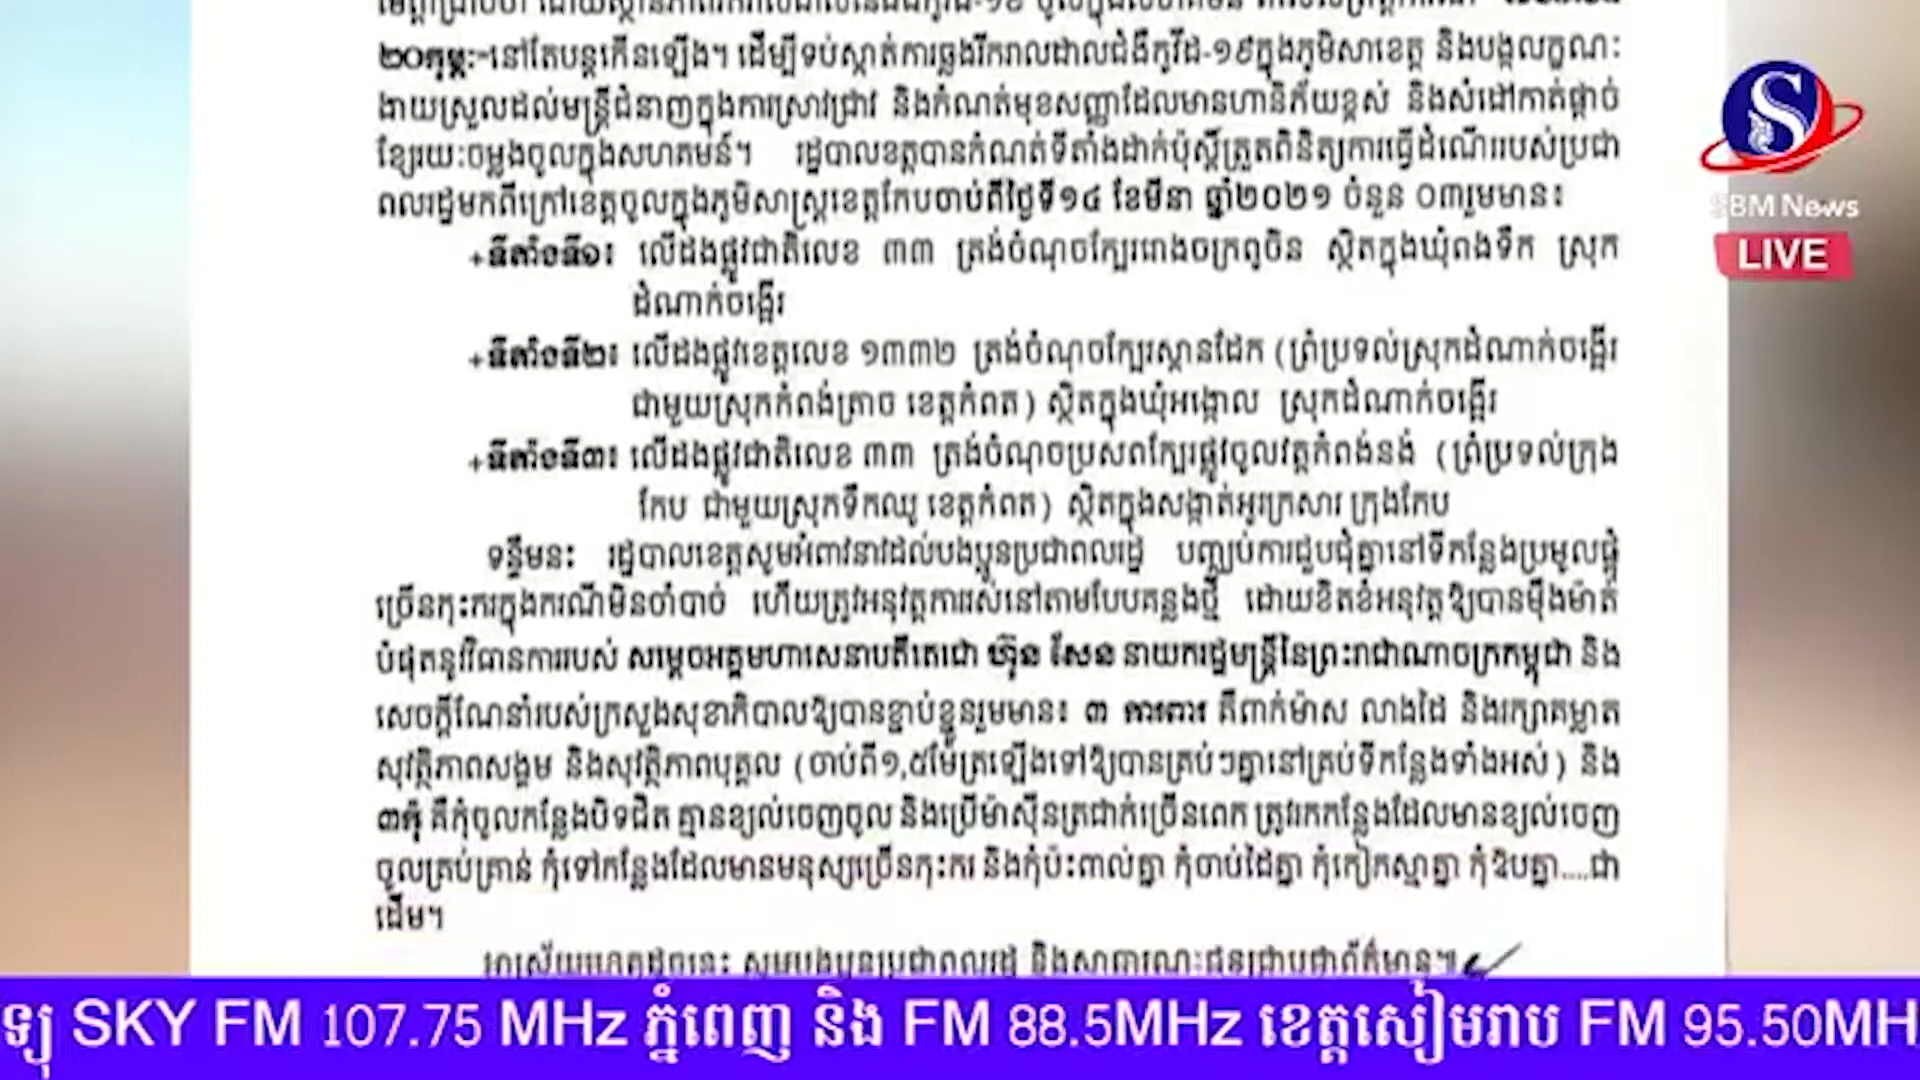 ២០កុម្ភៈ-នៅតែបន្តកើនឡើង។ ដើម្បីទប់ស្កាត់ការឆ្លងរីករាលដាលជំងឺកូវីដ-១៩ក្នុងភូមិសាខេត្ត និងបង្កលក្ខណៈ
ងាយស្រួលដល់មន្ត្រីជំនាញក្នុងការស្រាវជ្រាវ និងកំណត់មុខសញ្ញាដែលមានហានិភ័យខ្ពស់ និងសំដៅកាត់ផ្តាច់
ខ្សែរយៈចម្លងចូលក្នុងសហគមន៍។ រដ្ឋបាលខត្តបានកំណត់ទីតាំងដាក់ប៉ុស្តិ៍ត្រួតពិនិត្យការធ្វើដំណើររបស់ប្រជា
ពលរដ្ឋមកពីក្រៅខេត្តចូលក្នុងភូមិសាស្ត្រខេត្តកែបចាប់តីថ្ងៃទី១៤ ខែមីនា ឆ្នាំ២០២១ ចំនួន ០៣រួមមាន៖
+ទីតាំងទី១៖ លើដងផ្លូវជាតិលេខ ៣៣ ត្រង់ចំណុចក្បែររោងចក្រពូចិន ស្ថិតក្នុងឃុំពងទឹក ស្រុក
ដំណាក់ចង្អើរ
+ទីតាំងទី២៖ លើដងផ្លូវខេត្តលេខ ១៣៣២ ត្រង់ចំណុចក្បែរស្ពានដែក (ព្រំប្រទល់ស្រុកដំណាក់ចង្អើរ
ជាមួយស្រុកកំពង់ត្រាច ខេត្តកំពត) ស្ថិតក្នុងឃុំអង្កោល ស្រុកដំណាក់ចង្អើរ
+ទីតាំងទី៣៖ លើដងផ្លូវជាតិលេខ ៣៣ ត្រង់ចំណុចប្រសពក្បែរផ្លូវចូលវត្តកំពង់នង់ (ព្រំប្រទល់ក្រុង
កែប ជាមួយស្រុកទឹកឈូ ខេត្តកំពត) ស្ថិតក្នុងសង្កាត់អូរក្រសារ ក្រុងកែប
ទន្ទឹមនះ រដ្ឋបាលខេត្តសូមអំពាវនាវដល់បងប្អូនប្រជាពលរដ្ឋ បញ្ឈប់ការជួបជុំគ្នានៅទីកន្លែងប្រមូលផ្តុំ
ច្រើនកុះករក្នុងករណីមិនចាំបាច់ ហើយត្រូវអនុវត្តការរស់នៅតាមបែបគន្លងថ្មី ដោយខិតខំអនុវត្តឱ្យបានម៉ឺងម៉ាត់
បំផុតនូវវិធានការរបស់ សម្តេចអគ្គមហាសេនាបតីតេជោ ហ៊ុន សែន នាយករដ្ឋមន្ត្រីនៃព្រះរាជាណាចក្រកម្ពុជា និង
សេចក្តីណែនាំរបស់ក្រសួងសុខាភិបាលឱ្យបានខ្ជាប់ខ្ជួនរួមមាន៖ ៣ ការពារ គឺពាក់ម៉ាស លាងដៃ និងរក្សាគម្លាត
សុវត្ថិភាពសង្គម និងសុវត្ថិភាពបុគ្គល (ចាប់ពី១,៥ម៉ែត្រឡើងទៅឱ្យបានគ្រប់ៗគ្នានៅគ្រប់ទីកន្លែងទាំងអស់) និង
៣កុំ គឺកុំចូលកន្លែងបិទជិត គ្មានខ្យល់ចេញចូល និងប្រើម៉ាស៊ីនត្រជាក់ច្រើនពេក ត្រូវរកកន្លែងដែលមានខ្យល់ចេញ
ចូលគ្រប់គ្រាន់ កុំទៅកន្លែងដែលមានមនុស្សច្រើនកុះករ និងកុំប៉ះពាល់គ្នា កុំចាប់ដៃគ្នា កុំកៀកស្មាគ្នា កុំឱបគ្នា....ជា
ដើម។
អាស្រ័យហេតុដូចនេះ សូមបងប្អូនប្រជាពលរដ្ឋ និងសាធារណៈជនជ្រាបជាព័ត៌មាន៕
SBM News
LIVE
SKY FM 107.75 MHz ភ្នំពេញ និង FM 88.5MHz ខេត្តសៀមរាប FM 95.50MH